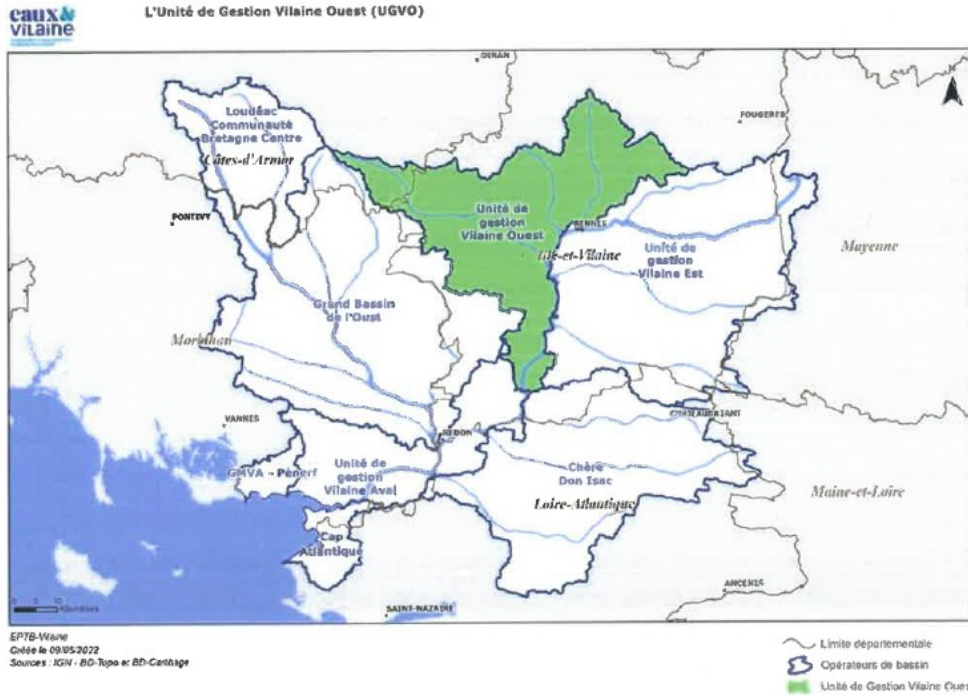 eaux &
vilaine
L'Unité de Gestion Vilaine Ouest (UGVO)
DINAN
FOUGERES
Loudéac
Communauté
Bretagne Centre
Côtes-d'Armor
PONTIVY
Unité de
gestion
Vilaine Ouest
RENNES
Ille-et-Vilaine
Unité de
gestion
Vilaine Est
Mayenne
Grand Bassin
de l'Oust
Morbihan
VANNES
REDON
CHATEAUBRIANT
GMVA - Pénerf
Unité de
gestion
Vilaine Aval
Chère
Don Isac
Loire-Atlantique
Maine-et-Loire
Cap
Atlantique
ANCENIS
SAINT-NAZAIRE
EPTB-Vilaine
Créée le 09/05/2022
Sources : IGN - BD-Topo et BD-Carthage
Limite départementale
Opérateurs de bassin
Unité de Gestion Vilaine Ouest